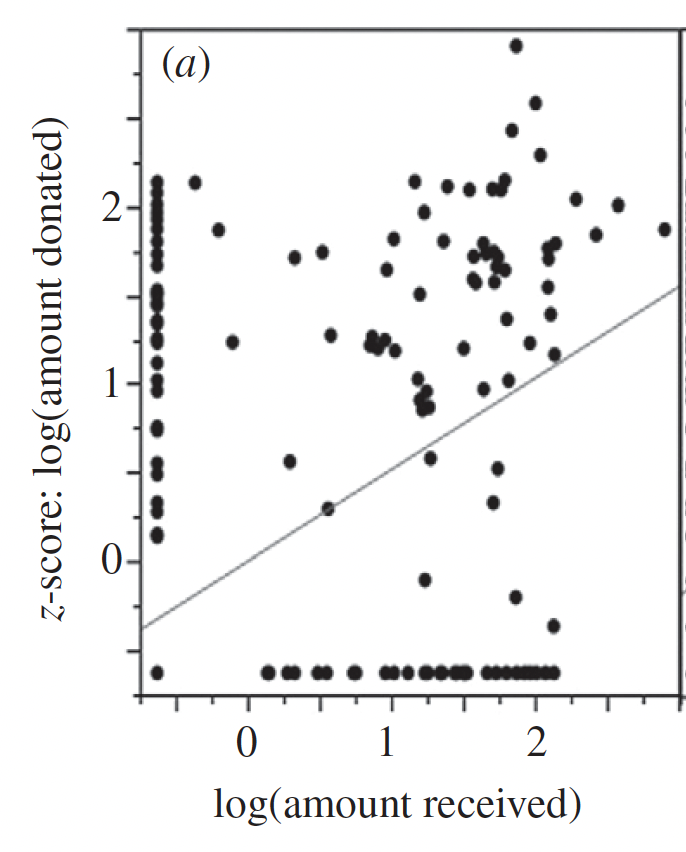 (a)
z-score: log(amount donated)
2
1
0
0 1 2
log(amount received)